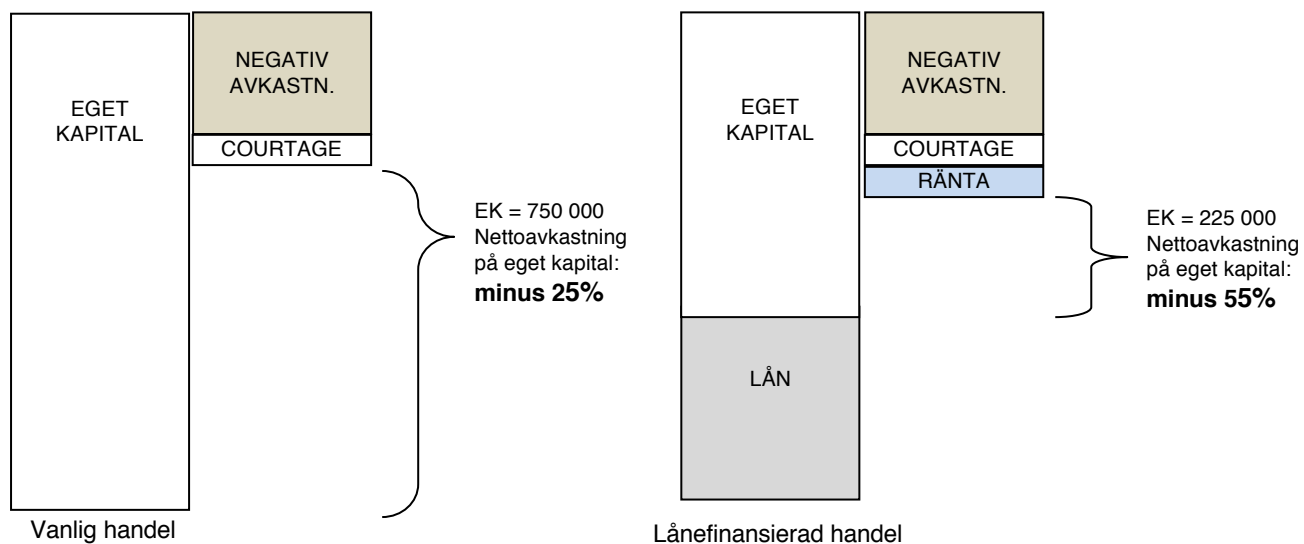 EGET
KAPITAL
NEGATIV
AVKASTN.
COURTAGE
EK = 750 000
Nettoavkastning
på eget kapital:
minus 25%
Vanlig handel
EGET
KAPITAL
NEGATIV
AVKASTN.
COURTAGE
RÄNTA
EK = 225 000
Nettoavkastning
på eget kapital:
minus 55%
LÅN
Lånefinansierad handel